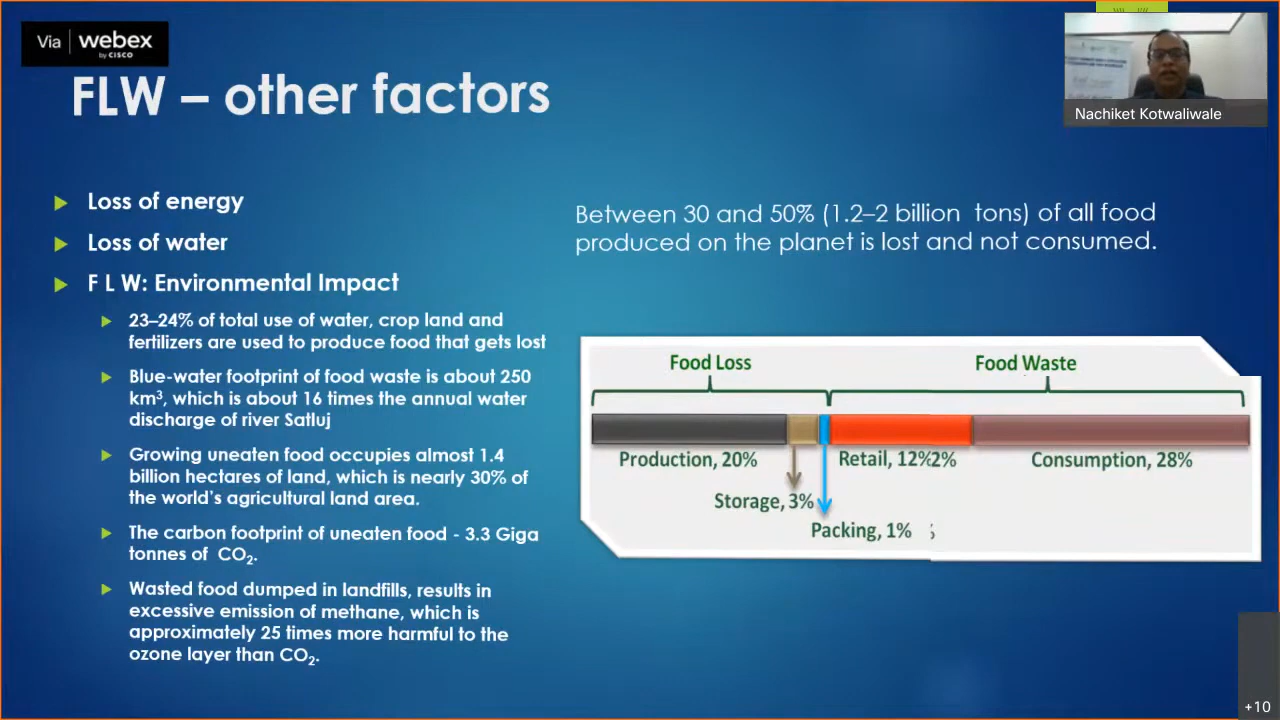 Via webex
by CISCO
FLW – other factors
Nachiket Kotwaliwale
Loss of energy
Loss of water
F L W: Environmental Impact
23–24% of total use of water, crop land and
fertilizers are used to produce food that gets lost
Blue-water footprint of food waste is about 250
km³, which is about 16 times the annual water
discharge of river Satluj
Growing uneaten food occupies almost 1.4
billion hectares of land, which is nearly 30% of
the world's agricultural land area.
The carbon footprint of uneaten food - 3.3 Giga
tonnes of CO₂.
Wasted food dumped in landfills, results in
excessive emission of methane, which is
approximately 25 times more harmful to the
ozone layer than CO₂.
Between 30 and 50% (1.2–2 billion tons) of all food
produced on the planet is lost and not consumed.
Food Loss
Food Waste
Production, 20%
Retail, 12%2%
Consumption, 28%
Storage, 3%
Packing, 1%
+10